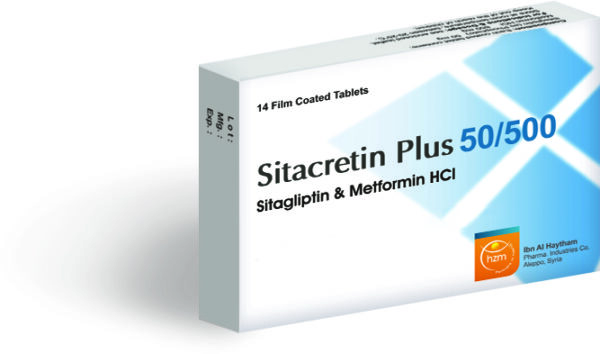 14 Film Coated Tablets
Sitacretin Plus 50/500
Sitagliptin & Metformin HCl
Lot:
Mfg. :
Exp. :
hzm
Ibn Al Haytham
Pharma. Industries Co.
Aleppo, Syria